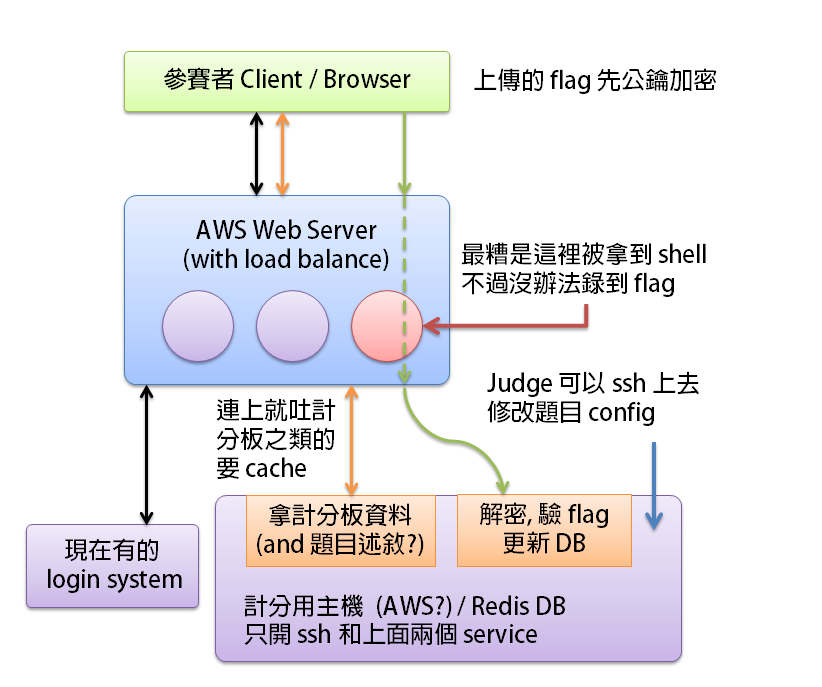 參賽者 Client / Browser
上傳的 flag 先公鑰加密
AWS Web Server
(with load balance)
最糟是這裡被拿到 shell
不過沒辦法錄到 flag
Judge 可以 ssh 上去
修改題目 config
連上就吐計
分板之類的
要 cache
現在有的
login system
拿計分板資料
(and 題目述敘?)
解密, 驗 flag
更新 DB
計分用主機 (AWS?) / Redis DB
只開 ssh 和上面兩個 service